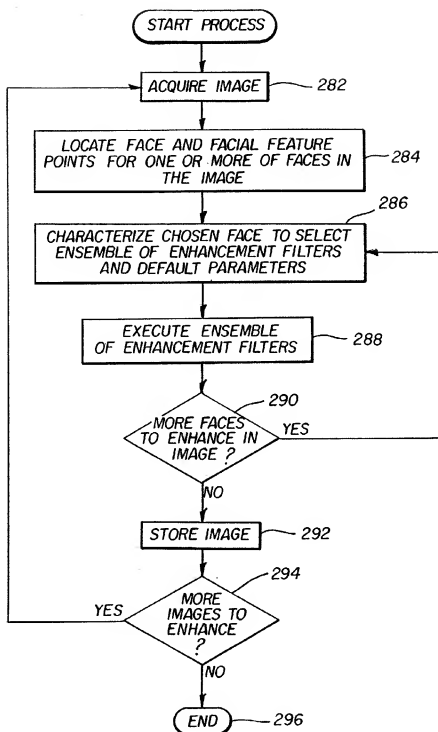 START PROCESS
ACQUIRE IMAGE
282
LOCATE FACE AND FACIAL FEATURE
POINTS FOR ONE OR MORE OF FACES IN
THE IMAGE
284
286
CHARACTERIZE CHOSEN FACE TO SELECT
ENSEMBLE OF ENHANCEMENT FILTERS
AND DEFAULT PARAMETERS
EXECUTE ENSEMBLE
OF ENHANCEMENT FILTERS
288
290
MORE FACES
TO ENHANCE IN
IMAGE ?
YES
NO
STORE IMAGE
292
294
YES
MORE
IMAGES TO
ENHANCE
?
NO
END
296